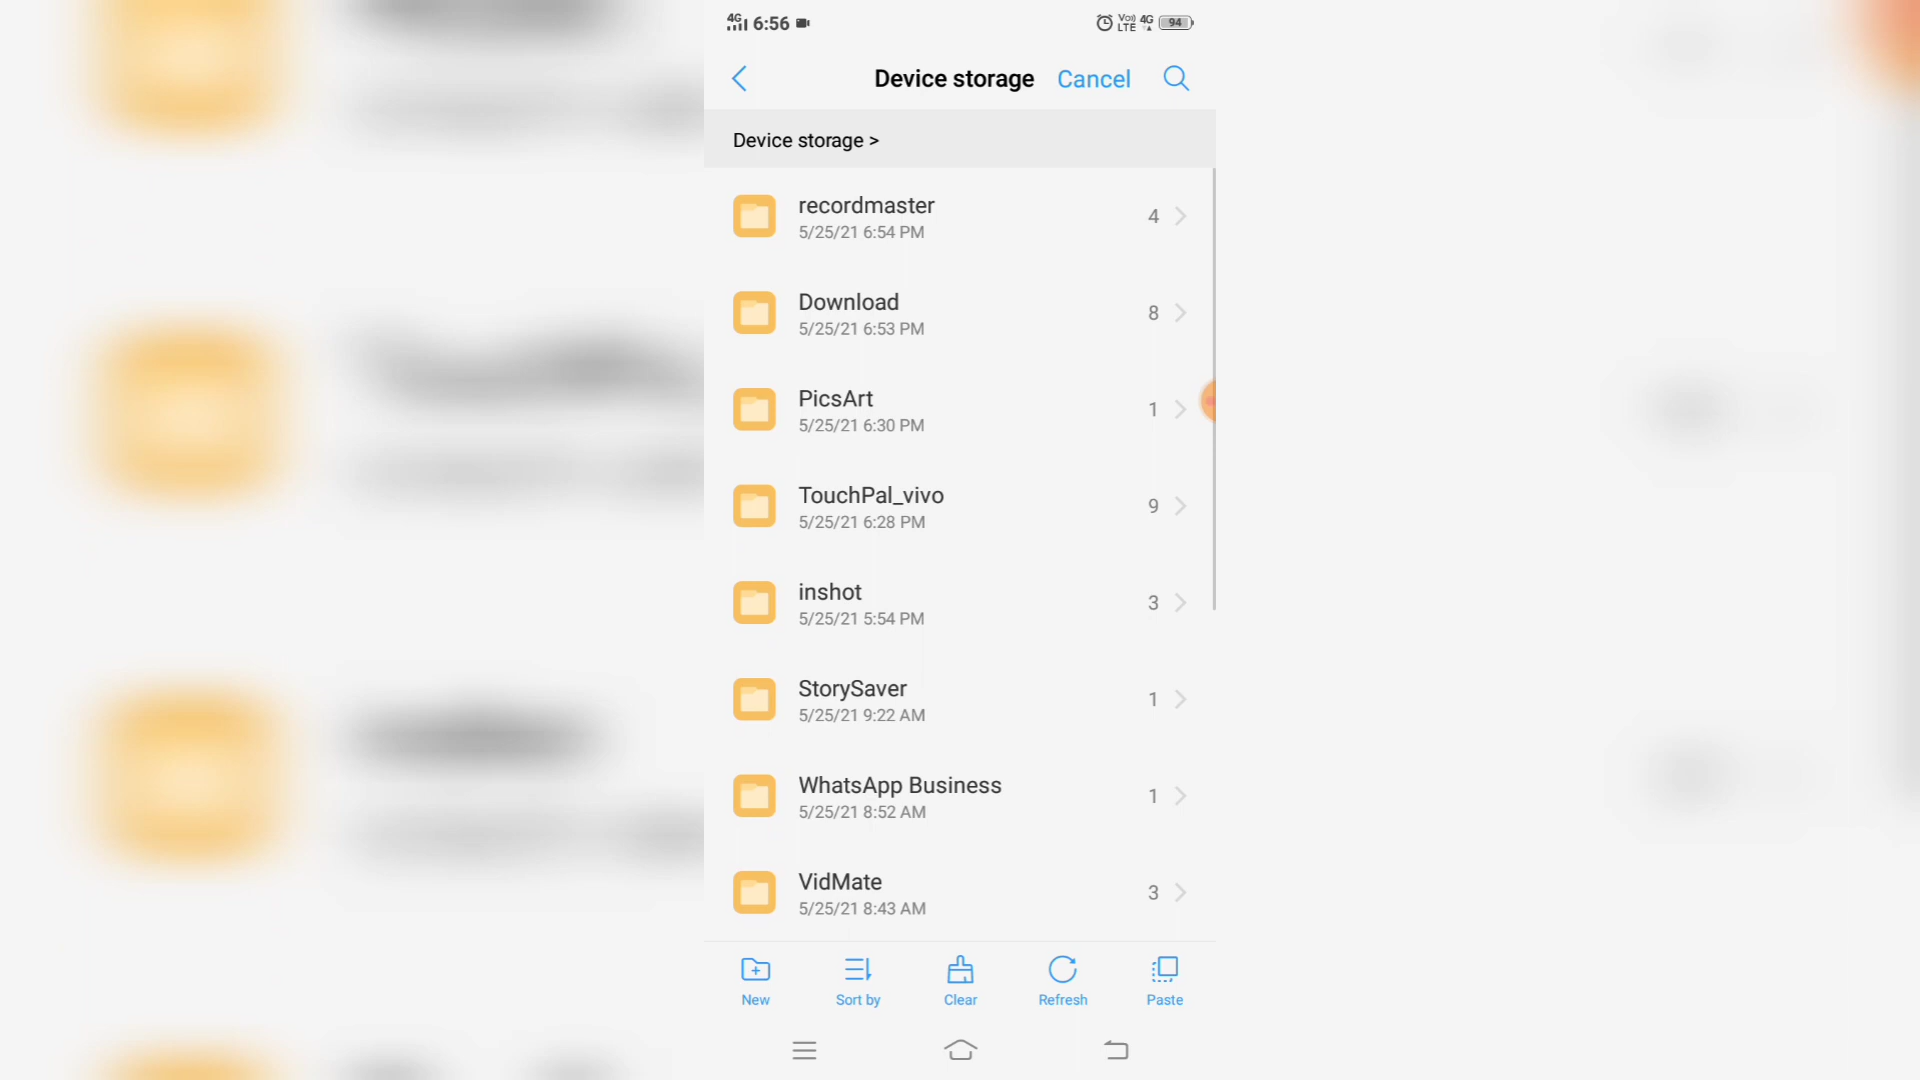 4G 6:56 Vo) LTE 4G 94
Device storage Cancel
Device storage >
recordmaster
5/25/21 6:54 PM
4
Download
5/25/21 6:53 PM
8
PicsArt
5/25/21 6:30 PM
1
TouchPal_vivo
5/25/21 6:28 PM
9
inshot
5/25/21 5:54 PM
3
StorySaver
5/25/21 9:22 AM
1
WhatsApp Business
5/25/21 8:52 AM
1
VidMate
5/25/21 8:43 AM
3
New Sort by Clear Refresh Paste